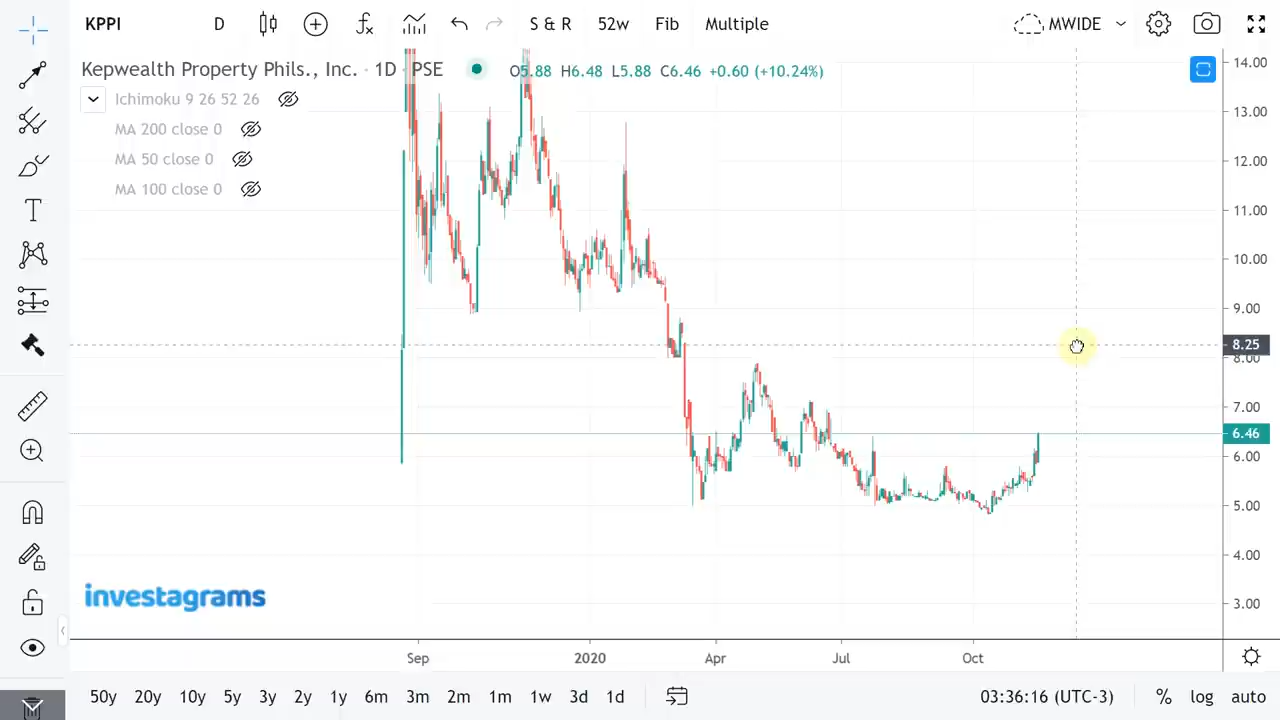 KPPI D S & R 52w Fib Multiple MWIDE
Kepwealth Property Phils., Inc. · 1D · PSE O5.88 H6.48 L5.88 C6.46 +0.60 (+10.24%)
Ichimoku 9 26 52 26
MA 200 close 0
MA 50 close 0
MA 100 close 0
14.00
13.00
12.00
11.00
10.00
9.00
8.25
8.00
7.00
6.46
6.00
5.00
4.00
3.00
investagrams
Sep 2020 Apr Jul Oct
50y 20y 10y 5y 3y 2y 1y 6m 3m 2m 1m 1w 3d 1d 03:36:16 (UTC-3) % log auto